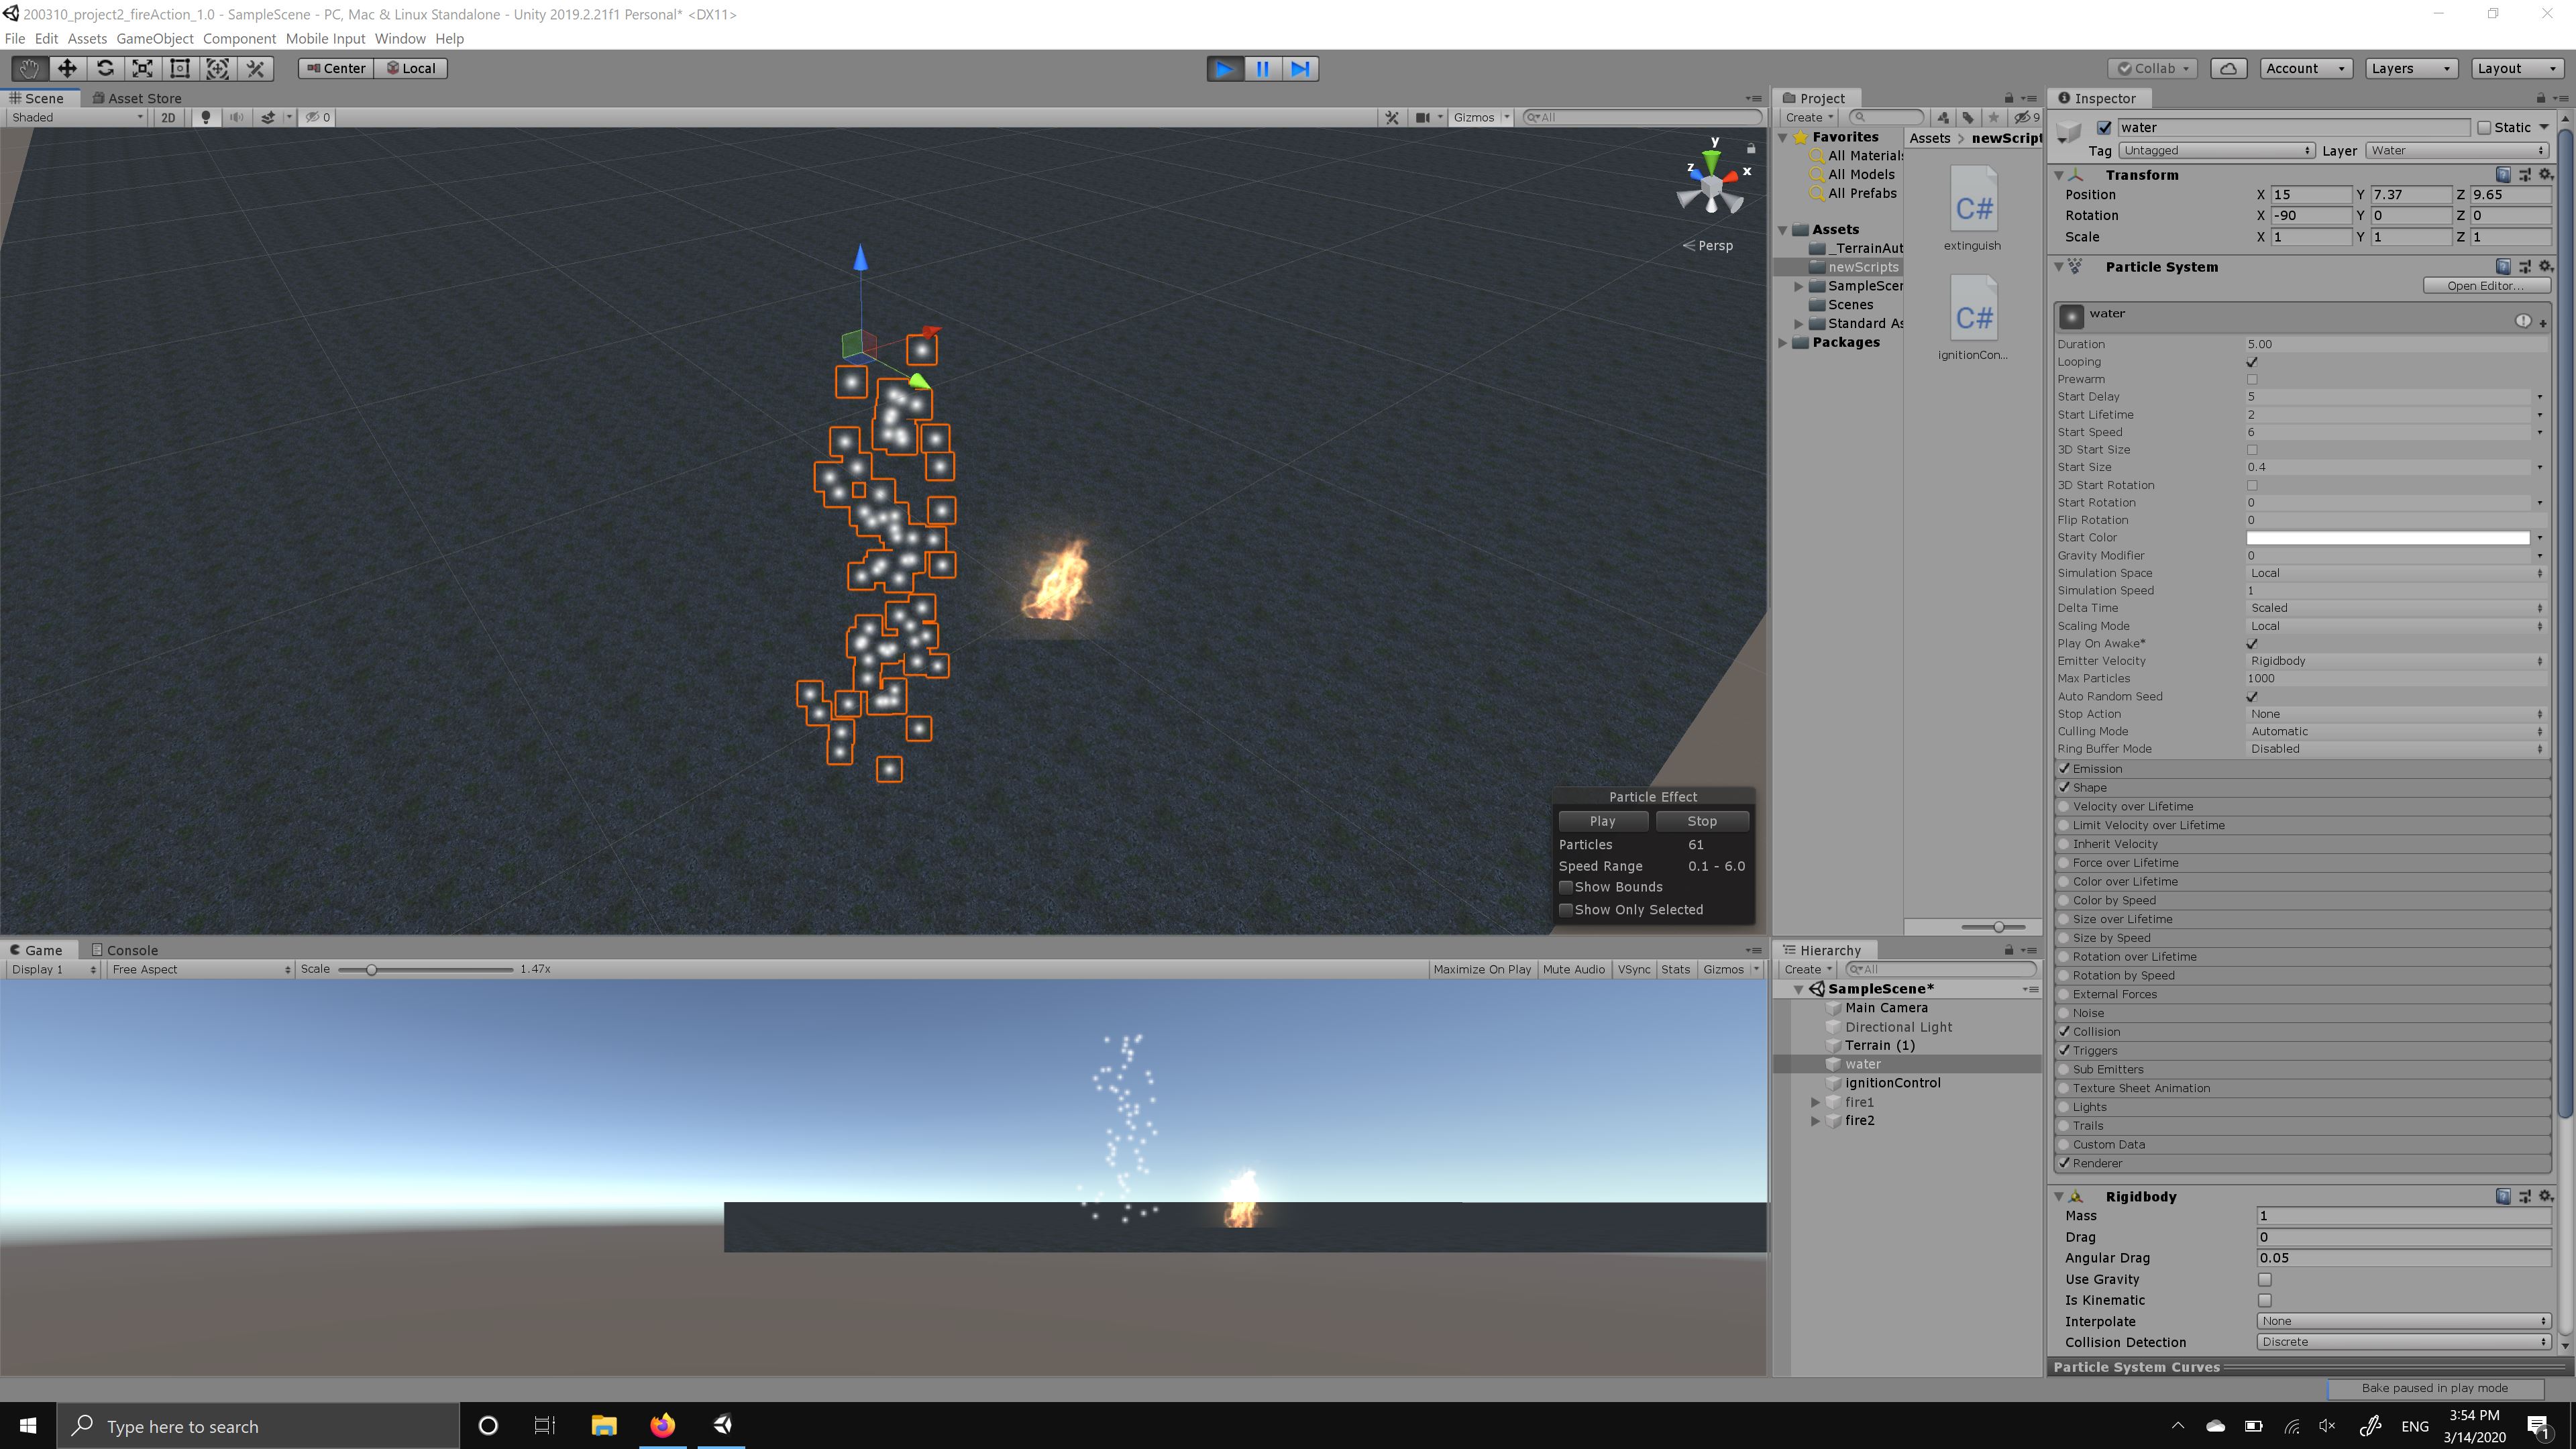 200310_project2_fireAction_1.0 - SampleScene - PC, Mac & Linux Standalone - Unity 2019.2.21f1 Personal* <DX11>
File Edit Assets GameObject Component Mobile Input Window Help
Center Local
Collab Account Layers Layout
Scene Asset Store
Shaded 2D 0 Gizmos All
y
z x
Persp
Particle Effect
Play Stop
Particles 61
Speed Range 0.1 - 6.0
Show Bounds
Show Only Selected
Project
Create 9
Favorites
All Materials
All Models
All Prefabs
Assets
_TerrainAut
newScripts
SampleScer
Scenes
Standard As
Packages
Assets > newScript
C#
extinguish
C#
ignitionCon...
Game Console
Display 1 Free Aspect Scale 1.47x Maximize On Play Mute Audio VSync Stats Gizmos
Hierarchy
Create All
SampleScene*
Main Camera
Directional Light
Terrain (1)
water
ignitionControl
fire1
fire2
Inspector
water Static
Tag Untagged Layer Water
Transform
Position X 15 Y 7.37 Z 9.65
Rotation X -90 Y 0 Z 0
Scale X 1 Y 1 Z 1
Particle System
Open Editor...
water
Duration 5.00
Looping
Prewarm
Start Delay 5
Start Lifetime 2
Start Speed 6
3D Start Size
Start Size 0.4
3D Start Rotation
Start Rotation 0
Flip Rotation 0
Start Color
Gravity Modifier 0
Simulation Space Local
Simulation Speed 1
Delta Time Scaled
Scaling Mode Local
Play On Awake*
Emitter Velocity Rigidbody
Max Particles 1000
Auto Random Seed
Stop Action None
Culling Mode Automatic
Ring Buffer Mode Disabled
Emission
Shape
Velocity over Lifetime
Limit Velocity over Lifetime
Inherit Velocity
Force over Lifetime
Color over Lifetime
Color by Speed
Size over Lifetime
Size by Speed
Rotation over Lifetime
Rotation by Speed
External Forces
Noise
Collision
Triggers
Sub Emitters
Texture Sheet Animation
Lights
Trails
Custom Data
Renderer
Rigidbody
Mass 1
Drag 0
Angular Drag 0.05
Use Gravity
Is Kinematic
Interpolate None
Collision Detection Discrete
Particle System Curves
Bake paused in play mode
Type here to search
ENG
3:54 PM
3/14/2020
1